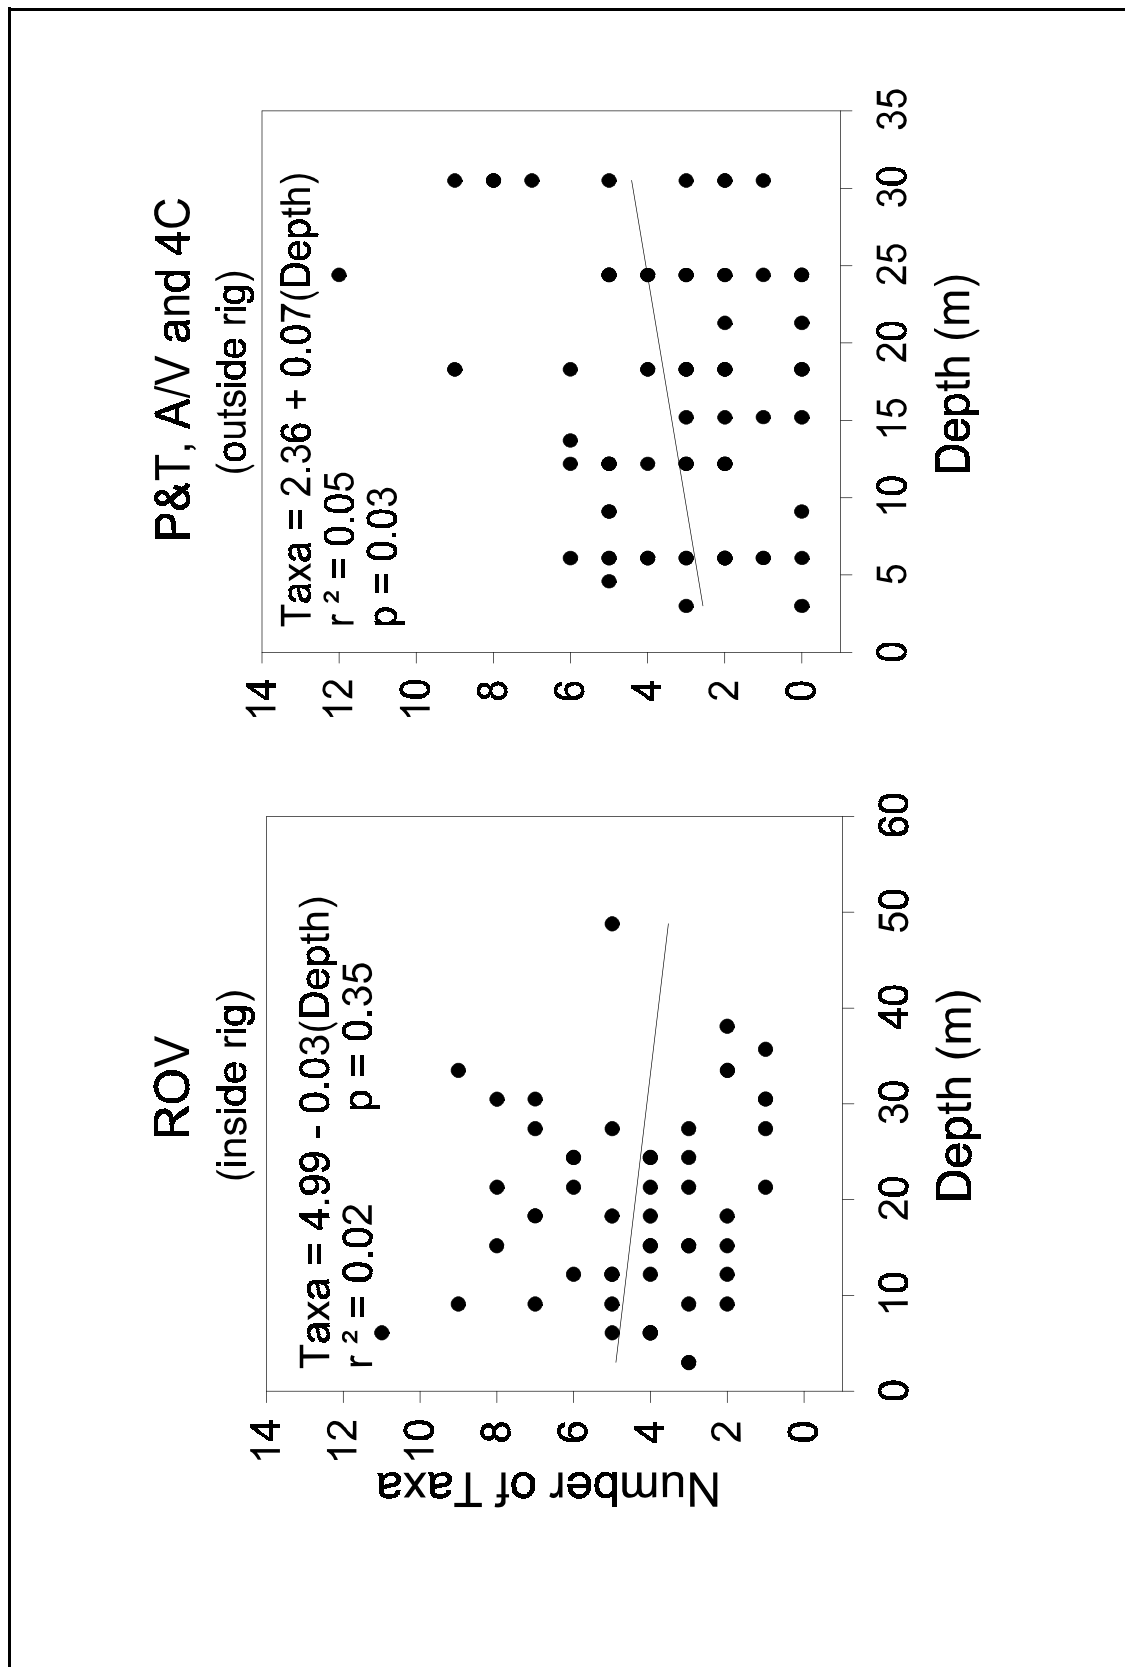 ROV
(inside rig)
Taxa = 4.99 - 0.03(Depth)
r ² = 0.02 p = 0.35
Number of Taxa
14
12
10
8
6
4
2
0
0 10 20 30 40 50 60
Depth (m)
P&T, A/V and 4C
(outside rig)
Taxa = 2.36 + 0.07(Depth)
r ² = 0.05
p = 0.03
14
12
10
8
6
4
2
0
0 5 10 15 20 25 30 35
Depth (m)